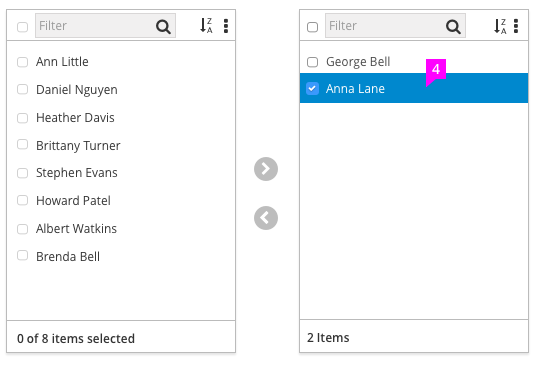 Filter
Z
A
Ann Little
Daniel Nguyen
Heather Davis
Brittany Turner
Stephen Evans
Howard Patel
Albert Watkins
Brenda Bell
0 of 8 items selected
Filter
Z
A
George Bell
4
Anna Lane
2 Items